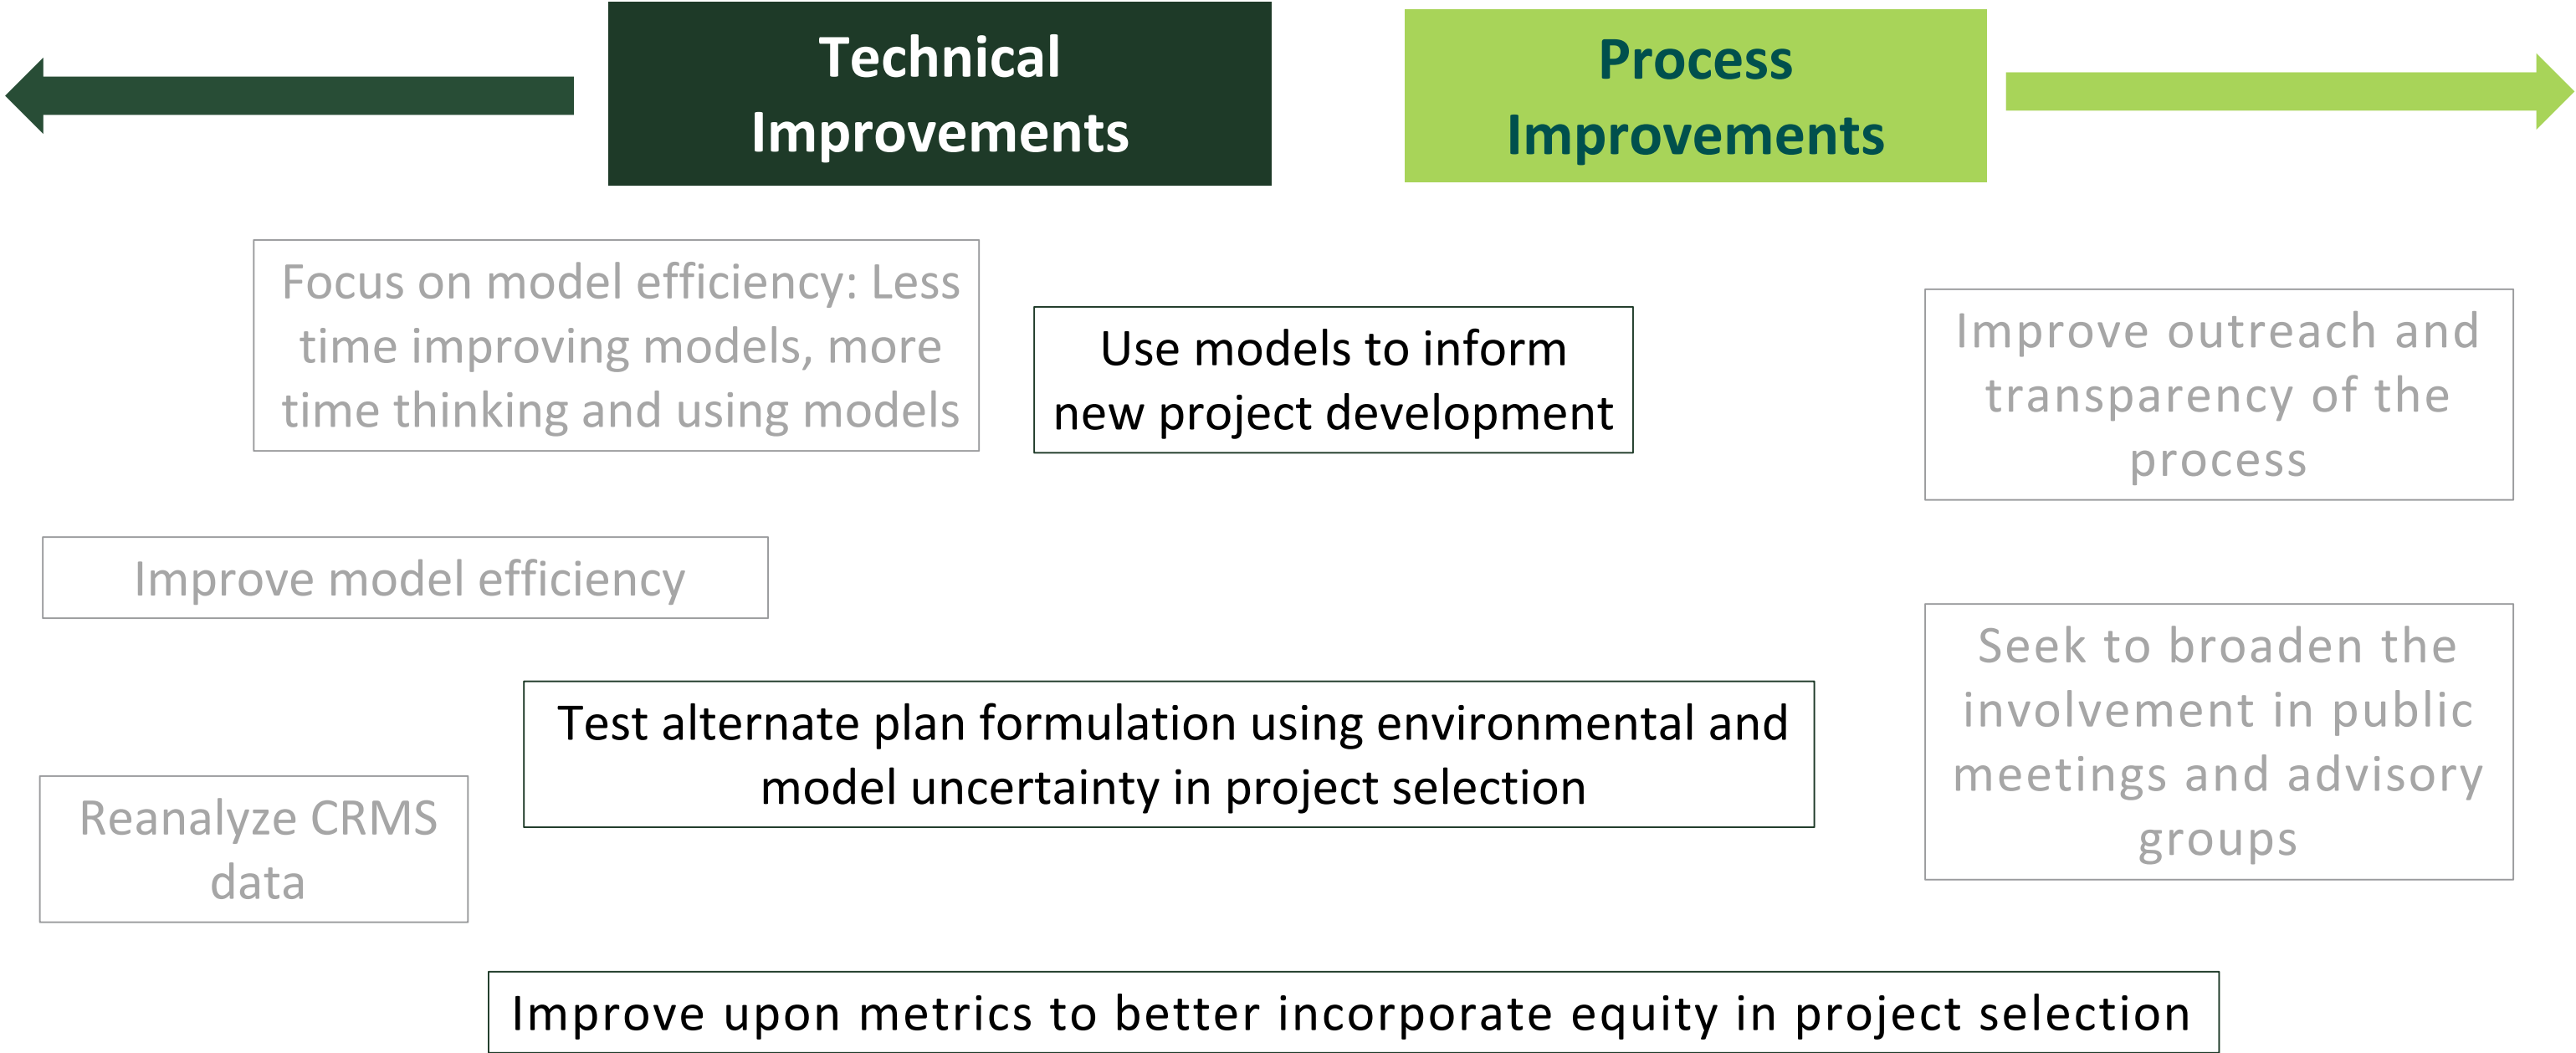 Technical
Improvements
Process
Improvements
Focus on model efficiency: Less
time improving models, more
time thinking and using models
Use models to inform
new project development
Improve outreach and
transparency of the
process
Improve model efficiency
Seek to broaden the
involvement in public
meetings and advisory
groups
Test alternate plan formulation using environmental and
model uncertainty in project selection
Reanalyze CRMS
data
Improve upon metrics to better incorporate equity in project selection